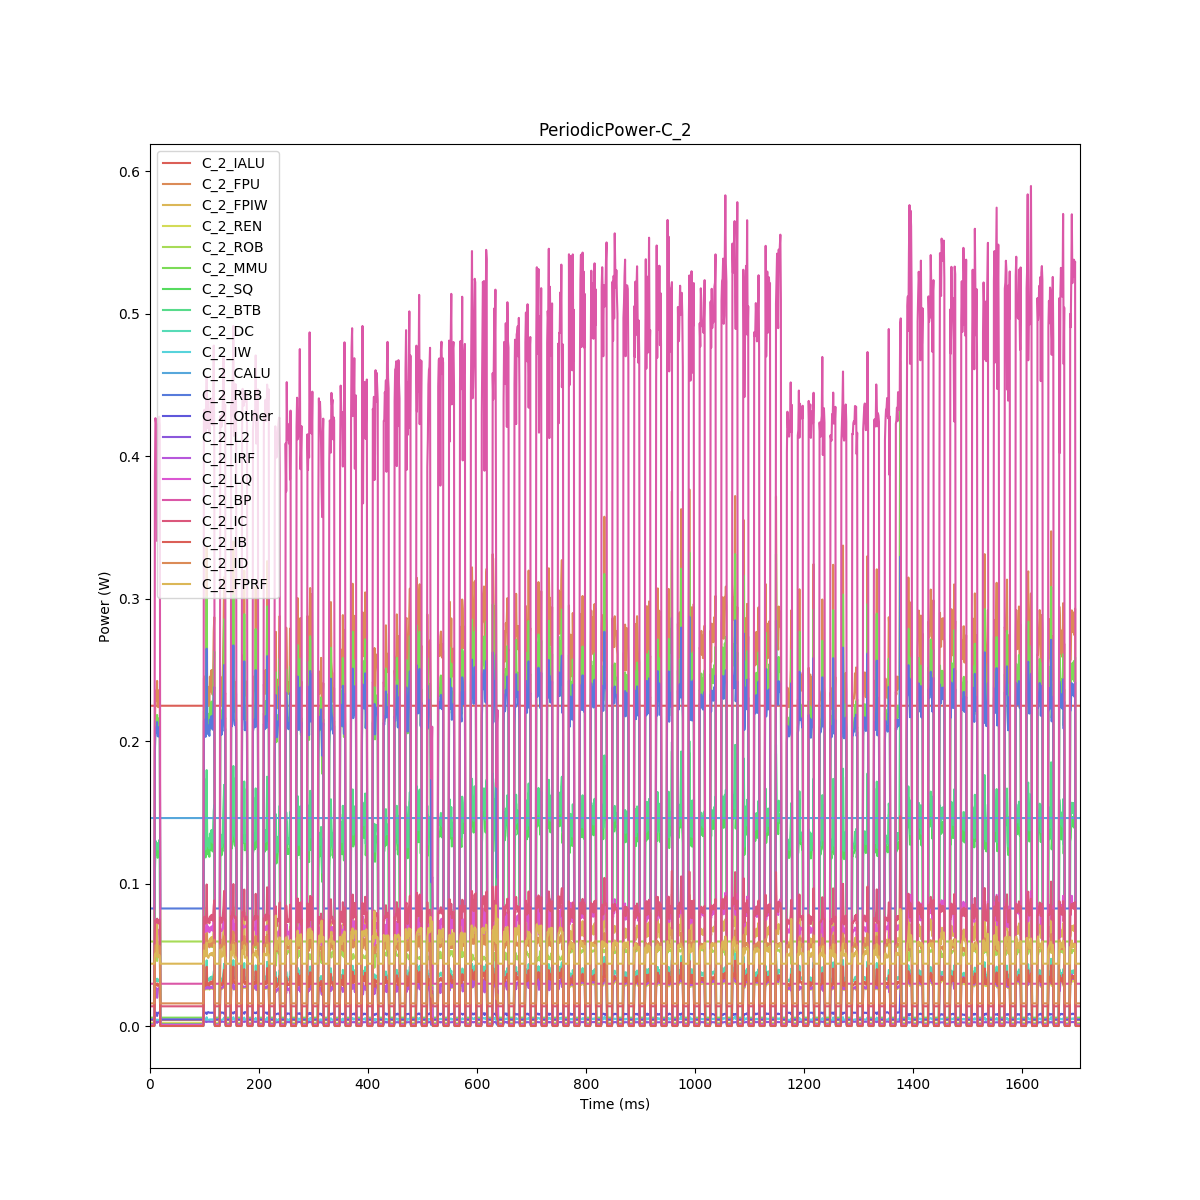 PeriodicPower-C_2
C_2_IALU
C_2_FPU
C_2_FPIW
C_2_REN
C_2_ROB
C_2_MMU
C_2_SQ
C_2_BTB
C_2_DC
C_2_IW
C_2_CALU
C_2_RBB
C_2_Other
C_2_L2
C_2_IRF
C_2_LQ
C_2_BP
C_2_IC
C_2_IB
C_2_ID
C_2_FPRF
Power (W)
0.6
0.5
0.4
0.3
0.2
0.1
0.0
0 200 400 600 800 1000 1200 1400 1600
Time (ms)